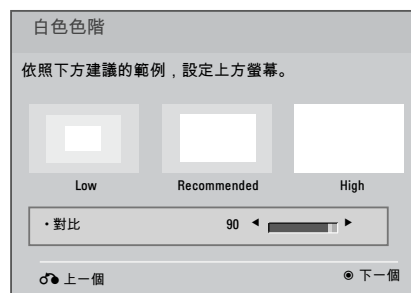 白色色階
依照下方建議的範例，設定上方螢幕。
Low Recommended High
•對比 90 ◄ ►
上一個 ◉ 下一個